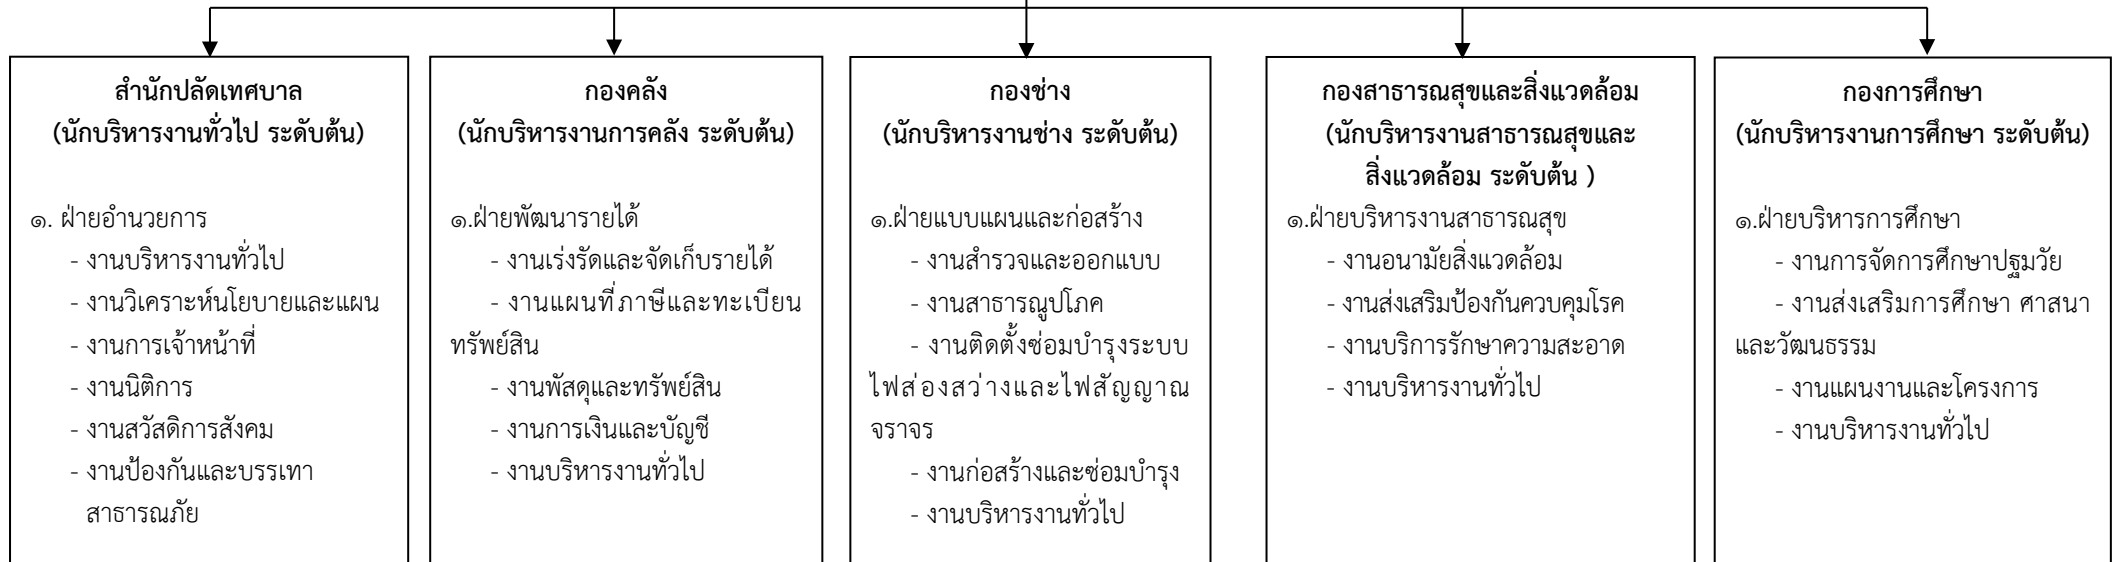 สำนักปลัดเทศบาล
(นักบริหารงานทั่วไป ระดับต้น)
๑. ฝ่ายอำนวยการ
- งานบริหารงานทั่วไป
- งานวิเคราะห์นโยบายและแผน
- งานการเจ้าหน้าที่
- งานนิติการ
- งานสวัสดิการสังคม
- งานป้องกันและบรรเทา
สาธารณภัย
กองคลัง
(นักบริหารงานการคลัง ระดับต้น)
๑.ฝ่ายพัฒนารายได้
- งานเร่งรัดและจัดเก็บรายได้
- งานแผนที่ภาษีและทะเบียน
ทรัพย์สิน
- งานพัสดุและทรัพย์สิน
- งานการเงินและบัญชี
- งานบริหารงานทั่วไป
กองช่าง
(นักบริหารงานช่าง ระดับต้น)
๑.ฝ่ายแบบแผนและก่อสร้าง
- งานสำรวจและออกแบบ
- งานสาธารณูปโภค
- งานติดตั้งซ่อมบำรุงระบบ
ไฟส่องสว่างและไฟสัญญาณ
จราจร
- งานก่อสร้างและซ่อมบำรุง
- งานบริหารงานทั่วไป
กองสาธารณสุขและสิ่งแวดล้อม
(นักบริหารงานสาธารณสุขและ
สิ่งแวดล้อม ระดับต้น )
๑.ฝ่ายบริหารงานสาธารณสุข
- งานอนามัยสิ่งแวดล้อม
- งานส่งเสริมป้องกันควบคุมโรค
- งานบริการรักษาความสะอาด
- งานบริหารงานทั่วไป
กองการศึกษา
(นักบริหารงานการศึกษา ระดับต้น)
๑.ฝ่ายบริหารการศึกษา
- งานการจัดการศึกษาปฐมวัย
- งานส่งเสริมการศึกษา ศาสนา
และวัฒนธรรม
- งานแผนงานและโครงการ
- งานบริหารงานทั่วไป